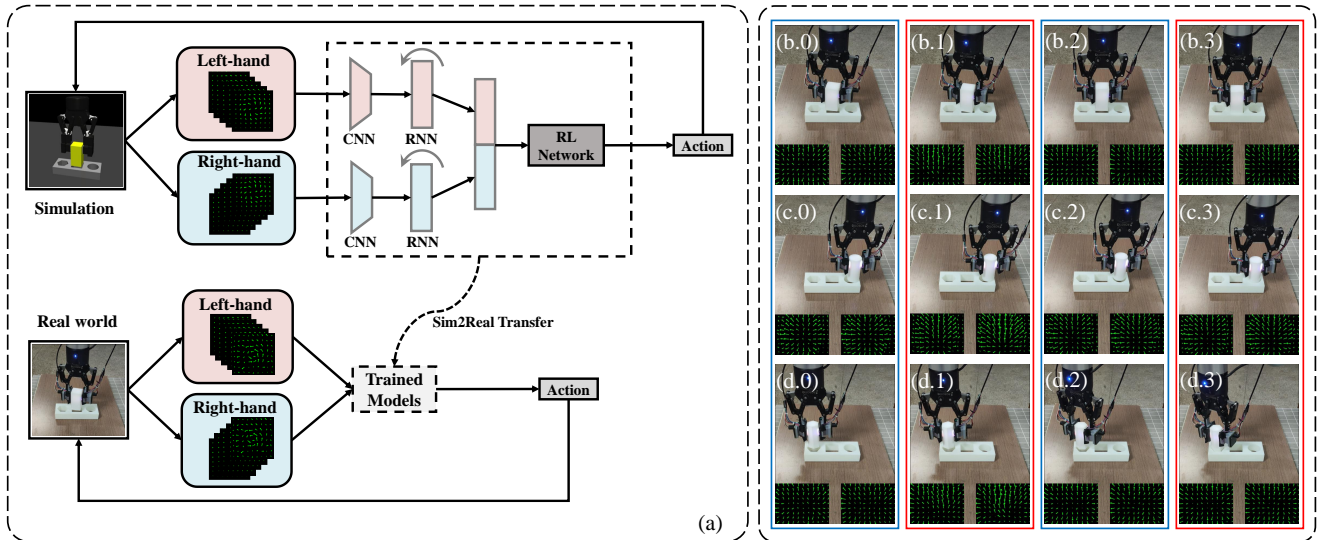 Left-hand
CNN
RNN
Simulation
Right-hand
CNN
RNN
RL
Network
Action
Real world
Left-hand
Right-hand
Sim2Real Transfer
Trained
Models
Action
(a)
(b.0)
(b.1)
(b.2)
(b.3)
(c.0)
(c.1)
(c.2)
(c.3)
(d.0)
(d.1)
(d.2)
(d.3)